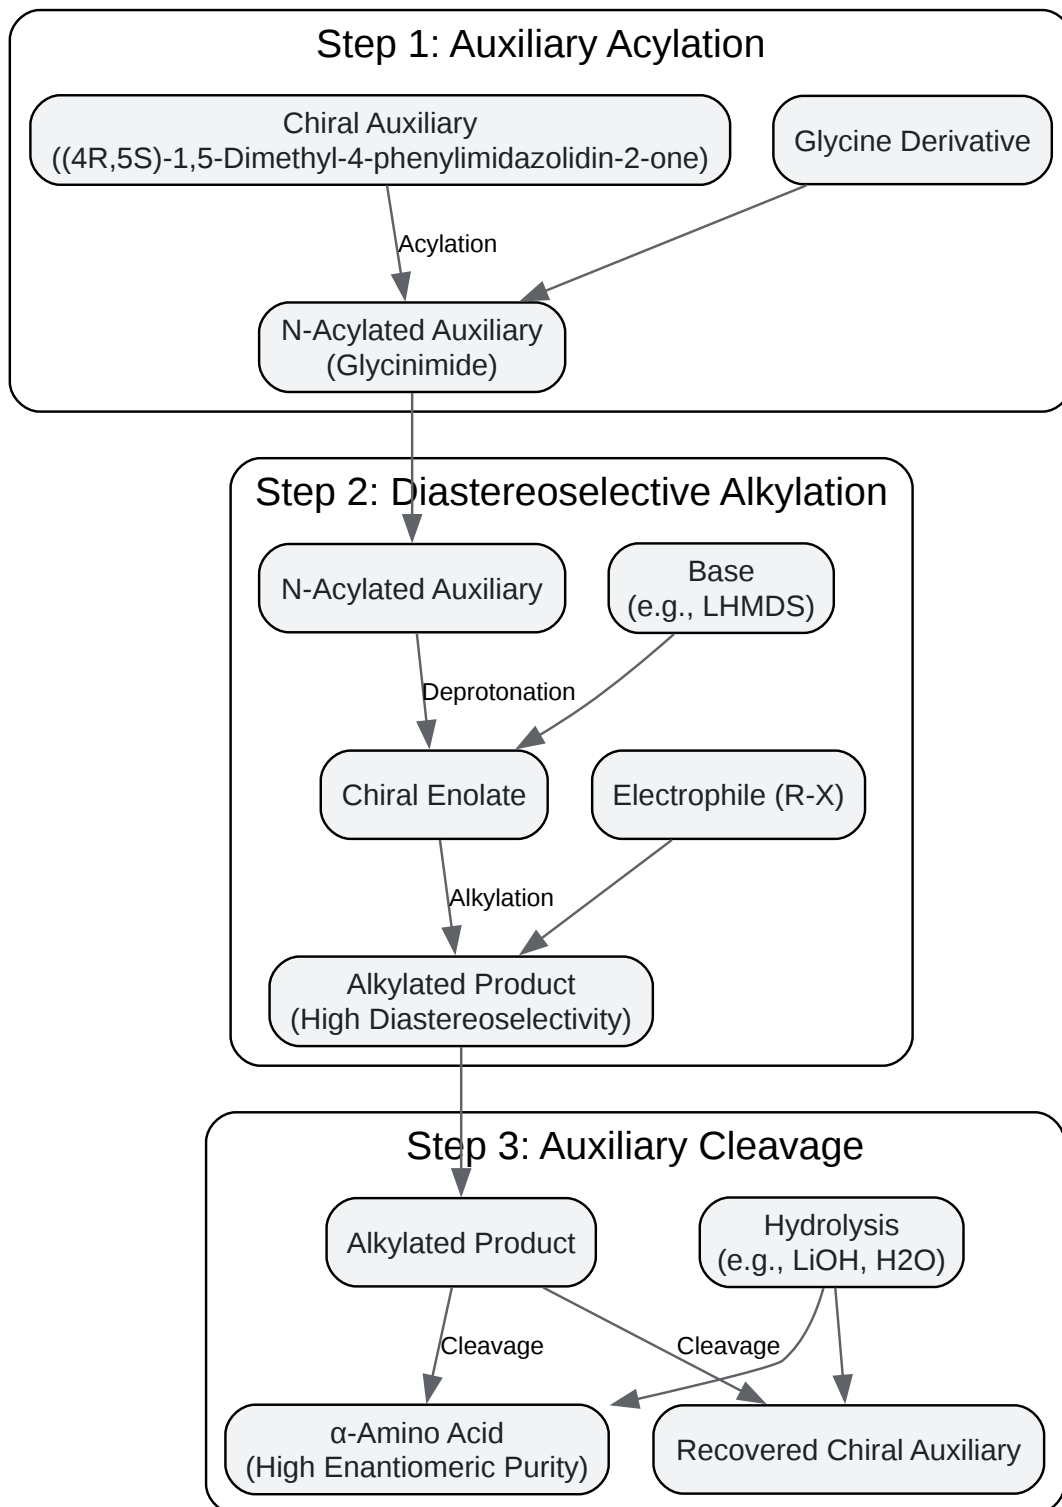 Step 1: Auxiliary Acylation
Chiral Auxiliary
((4R,5S)-1,5-Dimethyl-4-phenylimidazolidin-2-one)
Glycine Derivative
Acylation
N-Acylated Auxiliary
(Glycinimide)
Step 2: Diastereoselective Alkylation
N-Acylated Auxiliary
Base
(e.g., LHMDS)
Deprotonation
Chiral Enolate
Electrophile (R-X)
Alkylation
Alkylated Product
(High Diastereoselectivity)
Step 3: Auxiliary Cleavage
Alkylated Product
Hydrolysis
(e.g., LiOH, H2O)
Cleavage
Cleavage
α-Amino Acid
(High Enantiomeric Purity)
Recovered Chiral Auxiliary